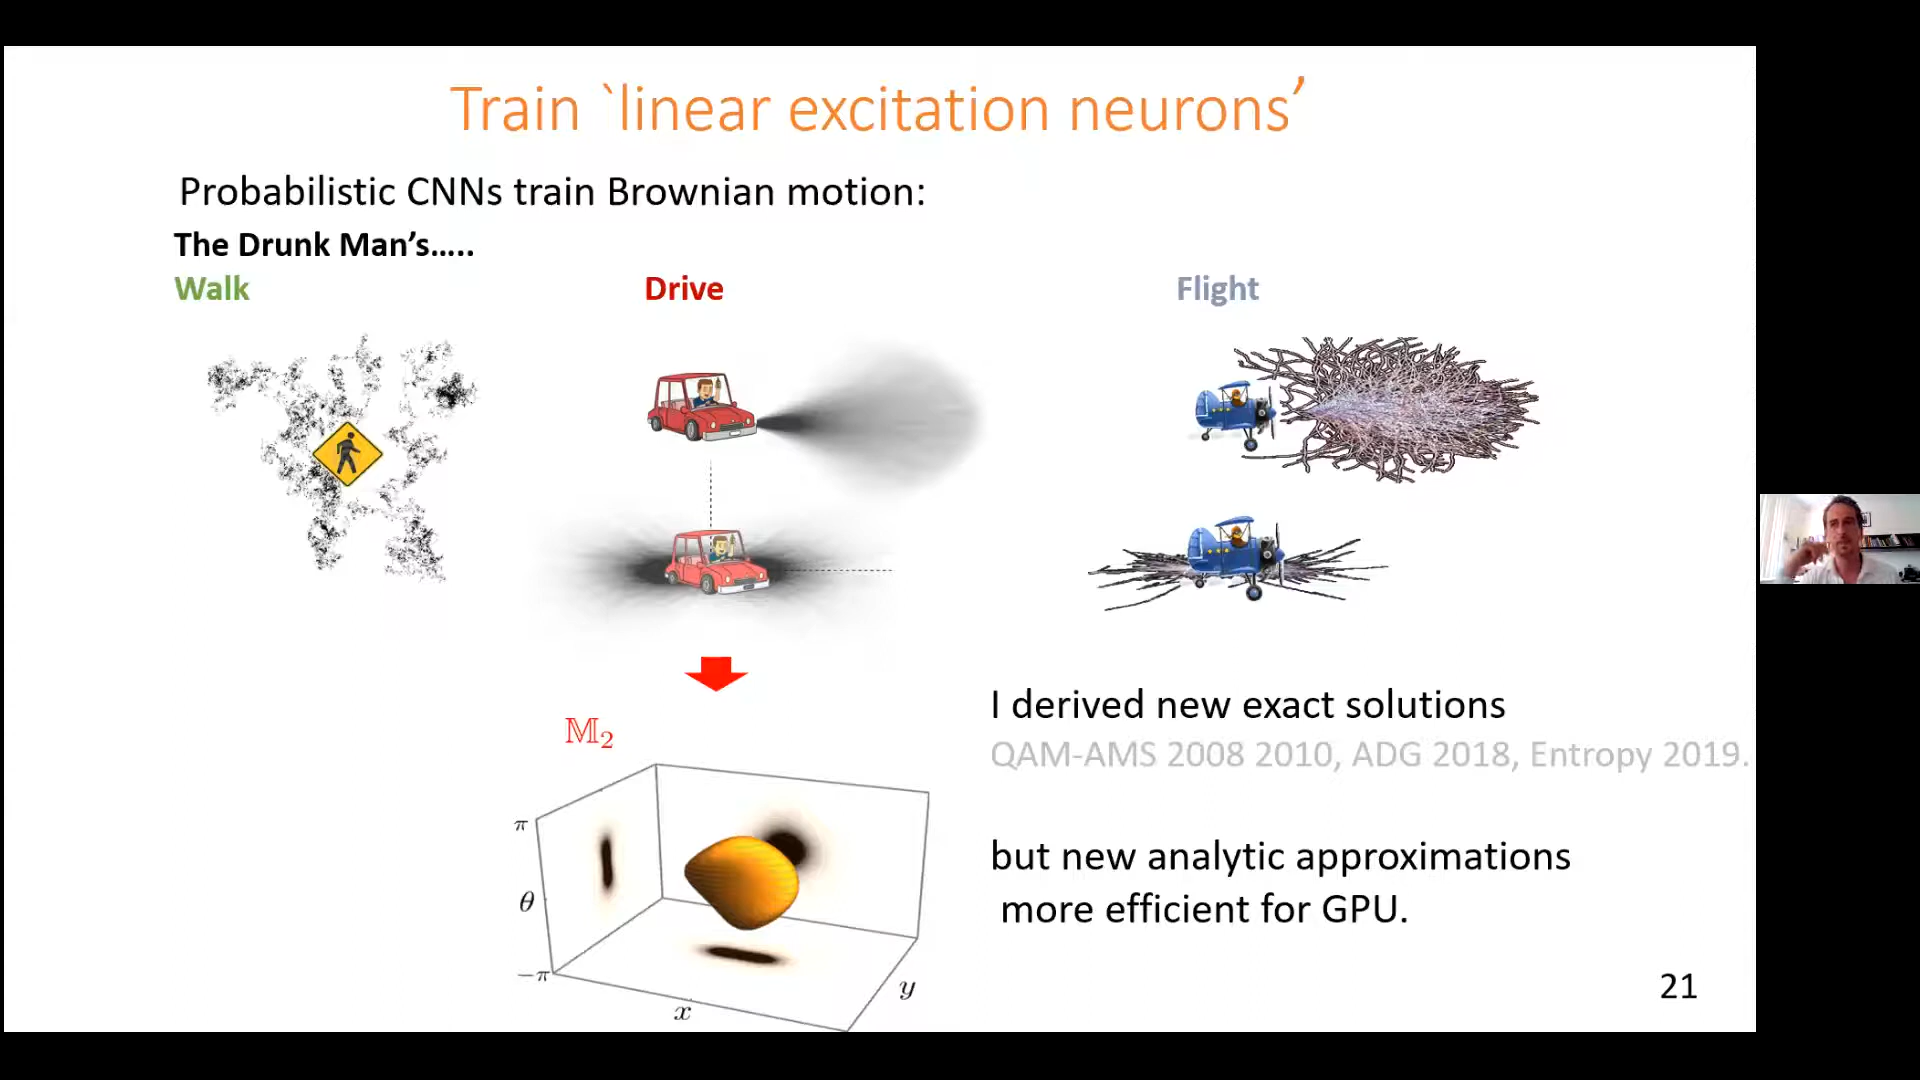 Train `linear excitation neurons’
Probabilistic CNNs train Brownian motion:
The Drunk Man’s.....
Walk
Drive
Flight
𝕄₂
π
θ
−π
x
y
I derived new exact solutions
QAM-AMS 2008 2010, ADG 2018, Entropy 2019.
but new analytic approximations
more efficient for GPU.
21